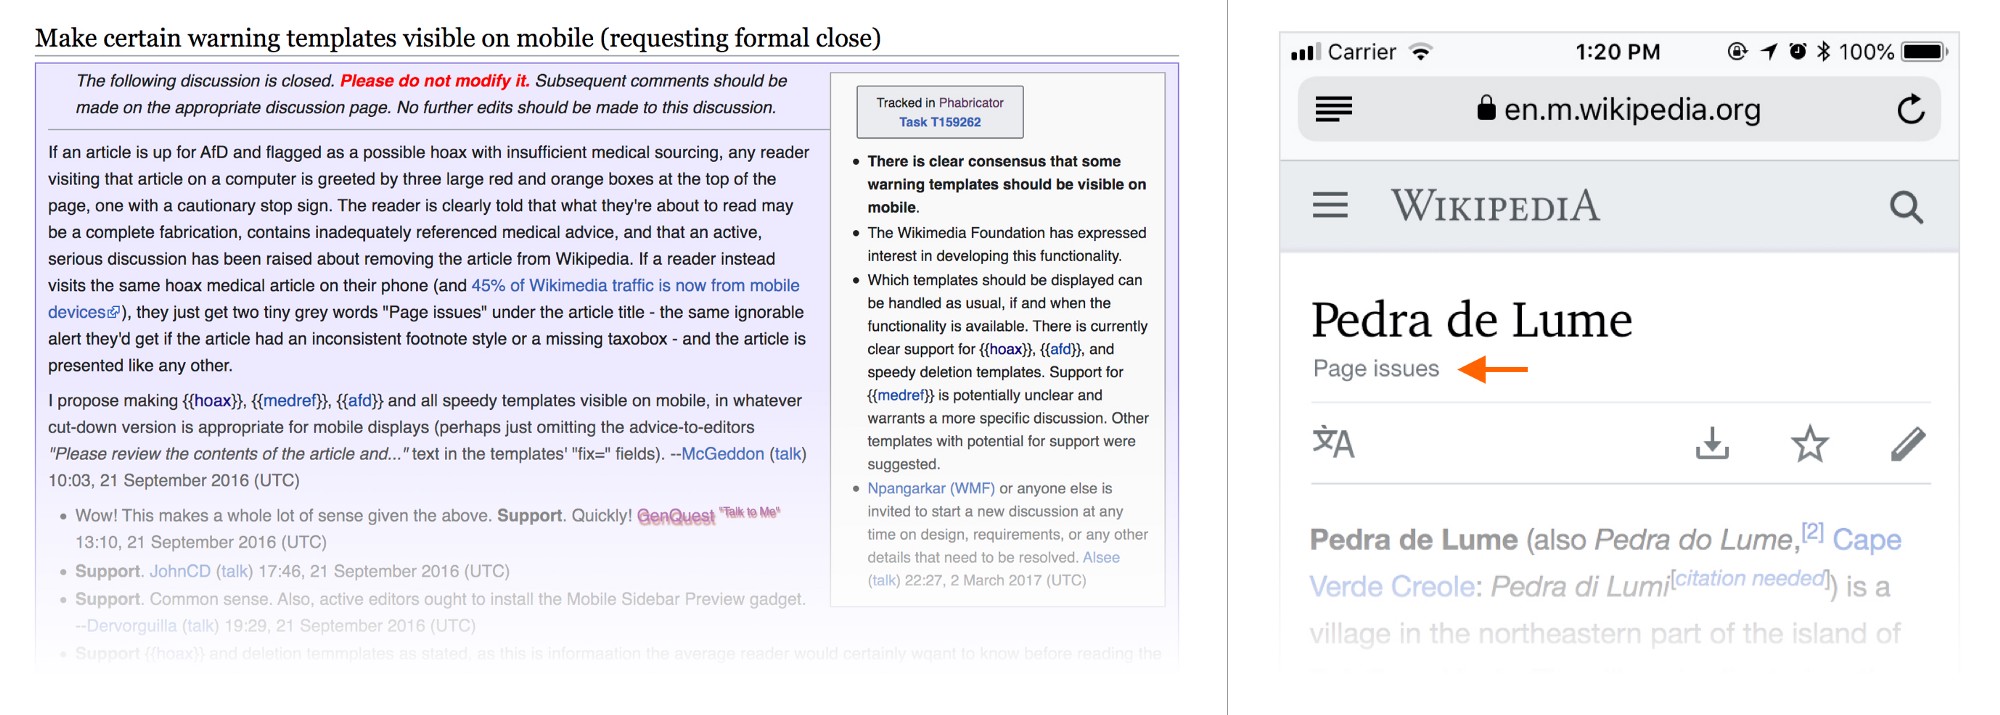 Make certain warning templates visible on mobile (requesting formal close)
The following discussion is closed. Please do not modify it. Subsequent comments should be
made on the appropriate discussion page. No further edits should be made to this discussion.
If an article is up for AfD and flagged as a possible hoax with insufficient medical sourcing, any reader
visiting that article on a computer is greeted by three large red and orange boxes at the top of the
page, one with a cautionary stop sign. The reader is clearly told that what they're about to read may
be a complete fabrication, contains inadequately referenced medical advice, and that an active,
serious discussion has been raised about removing the article from Wikipedia. If a reader instead
visits the same hoax medical article on their phone (and 45% of Wikimedia traffic is now from mobile
devices), they just get two tiny grey words "Page issues" under the article title - the same ignorable
alert they'd get if the article had an inconsistent footnote style or a missing taxobox - and the article is
presented like any other.
I propose making {{hoax}}, {{medref}}, {{afd}} and all speedy templates visible on mobile, in whatever
cut-down version is appropriate for mobile displays (perhaps just omitting the advice-to-editors
"Please review the contents of the article and..." text in the templates' "fix=" fields). --McGeddon (talk)
10:03, 21 September 2016 (UTC)
• Wow! This makes a whole lot of sense given the above. Support. Quickly! GenQuest "Talk to Me"
13:10, 21 September 2016 (UTC)
• Support. JohnCD (talk) 17:46, 21 September 2016 (UTC)
• Support. Common sense. Also, active editors ought to install the Mobile Sidebar Preview gadget.
--Dervorguilla (talk) 19:29, 21 September 2016 (UTC)
• Support ({{hoax}} and deletion temmplates as stated, as this is informaation the average reader would certainly wqant to know before reading the
Tracked in Phabricator
Task T159262
• There is clear consensus that some
warning templates should be visible on
mobile.
• The Wikimedia Foundation has expressed
interest in developing this functionality.
• Which templates should be displayed can
be handled as usual, if and when the
functionality is available. There is currently
clear support for {{hoax}}, {{afd}}, and
speedy deletion templates. Support for
{{medref}} is potentially unclear and
warrants a more specific discussion. Other
templates with potential for support were
suggested.
• Npangarkar (WMF) or anyone else is
invited to start a new discussion at any
time on design, requirements, or any other
details that need to be resolved. Alsee
(talk) 22:27, 2 March 2017 (UTC)
Carrier 1:20 PM 100%
en.m.wikipedia.org
WIKIPEDIA
Pedra de Lume
Page issues
Pedra de Lume (also Pedra do Lume,[2] Cape
Verde Creole: Pedra di Lumi[citation needed]) is a
village in the northeastern part of the island of